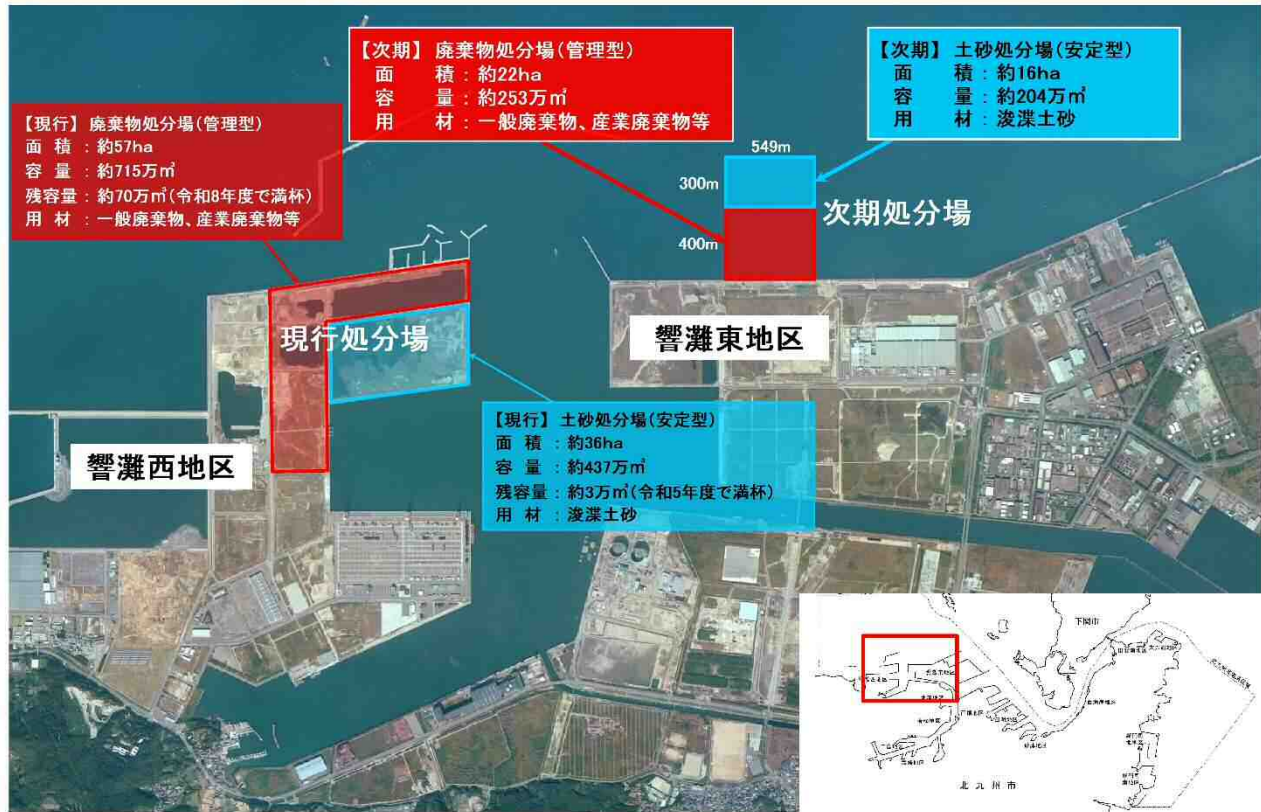 【次期】 廃棄物処分場(管理型)
面　　積：約22ha
容　　量：約253万㎥
用　　材：一般廃棄物、産業廃棄物等
【次期】 土砂処分場(安定型)
面　　積：約16ha
容　　量：約204万㎥
用　　材：浚渫土砂
【現行】 廃棄物処分場(管理型)
面　積：約57ha
容　量：約715万㎥
残容量：約70万㎥(令和8年度で満杯)
用　材：一般廃棄物、産業廃棄物等
549m
300m
次期処分場
400m
現行処分場
響灘東地区
【現行】 土砂処分場(安定型)
面　積：約36ha
容　量：約437万㎥
残容量：約3万㎥(令和5年度で満杯)
用　材：浚渫土砂
響灘西地区
下関市
北九州市